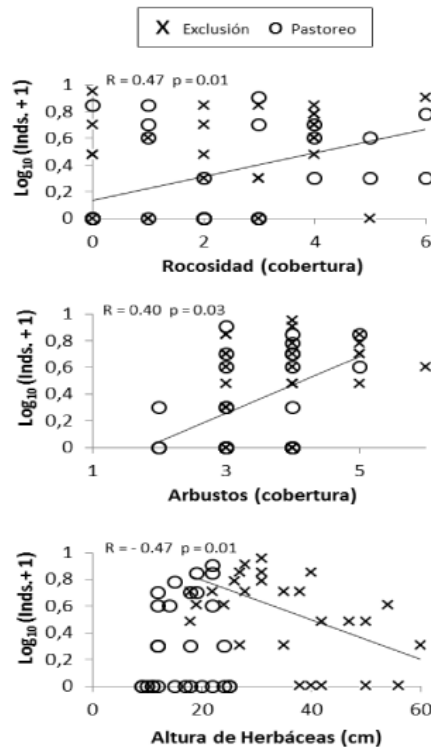 X Exclusión O Pastoreo
R = 0.47 p = 0.01
Log10 (Inds. + 1)
1
0,8
0,6
0,4
0,2
0
0 2 4 6
Rocosidad (cobertura)
R = 0.40 p = 0.03
Log10 (Inds. + 1)
1
0,8
0,6
0,4
0,2
0
1 3 5
Arbustos (cobertura)
R = - 0.47 p = 0.01
Log10 (Inds.+1)
1
0,8
0,6
0,4
0,2
0
0 20 40 60
Altura de Herbáceas (cm)